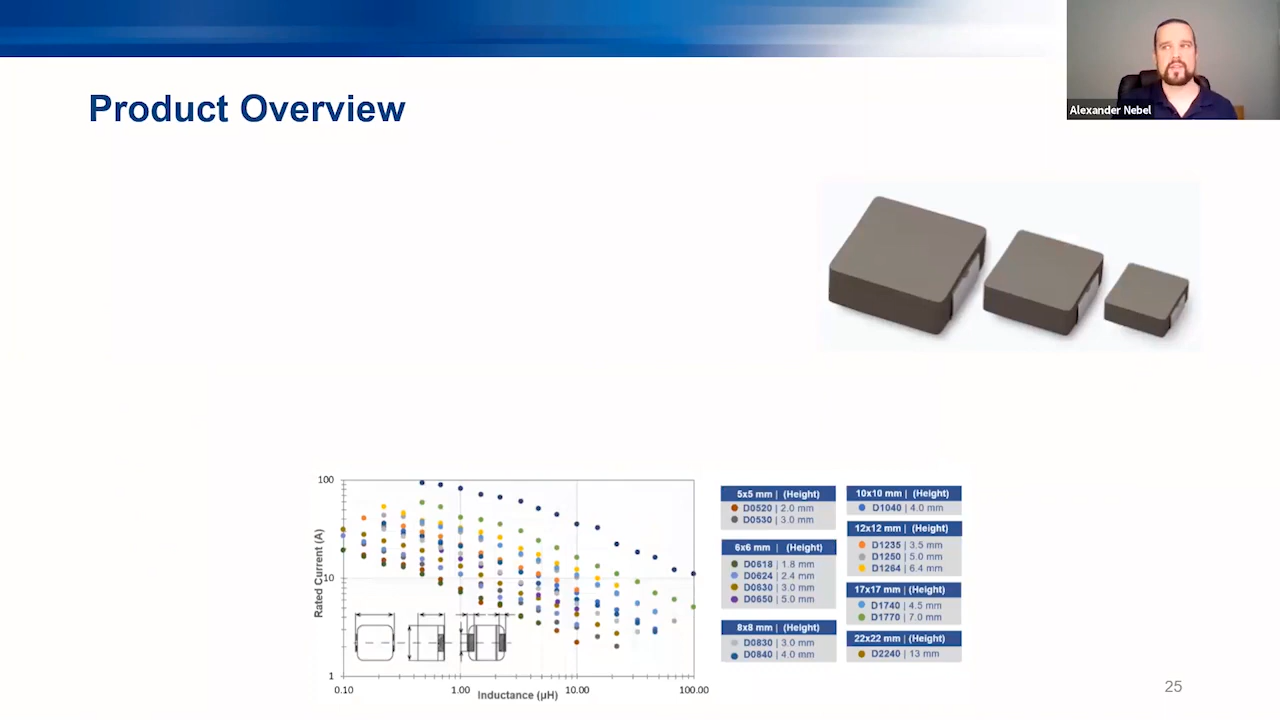 Product Overview
Alexander Nebel
100
10
1
Rated Current (A)
0.10
1.00
10.00
100.00
Inductance (µH)
5x5 mm | (Height)
D0520 | 2.0 mm
D0530 | 3.0 mm
6x6 mm | (Height)
D0618 | 1.8 mm
D0624 | 2.4 mm
D0630 | 3.0 mm
D0650 | 5.0 mm
8x8 mm | (Height)
D0830 | 3.0 mm
D0840 | 4.0 mm
10x10 mm | (Height)
D1040 | 4.0 mm
12x12 mm | (Height)
D1235 | 3.5 mm
D1250 | 5.0 mm
D1264 | 6.4 mm
17x17 mm | (Height)
D1740 | 4.5 mm
D1770 | 7.0 mm
22x22 mm | (Height)
D2240 | 13 mm
25